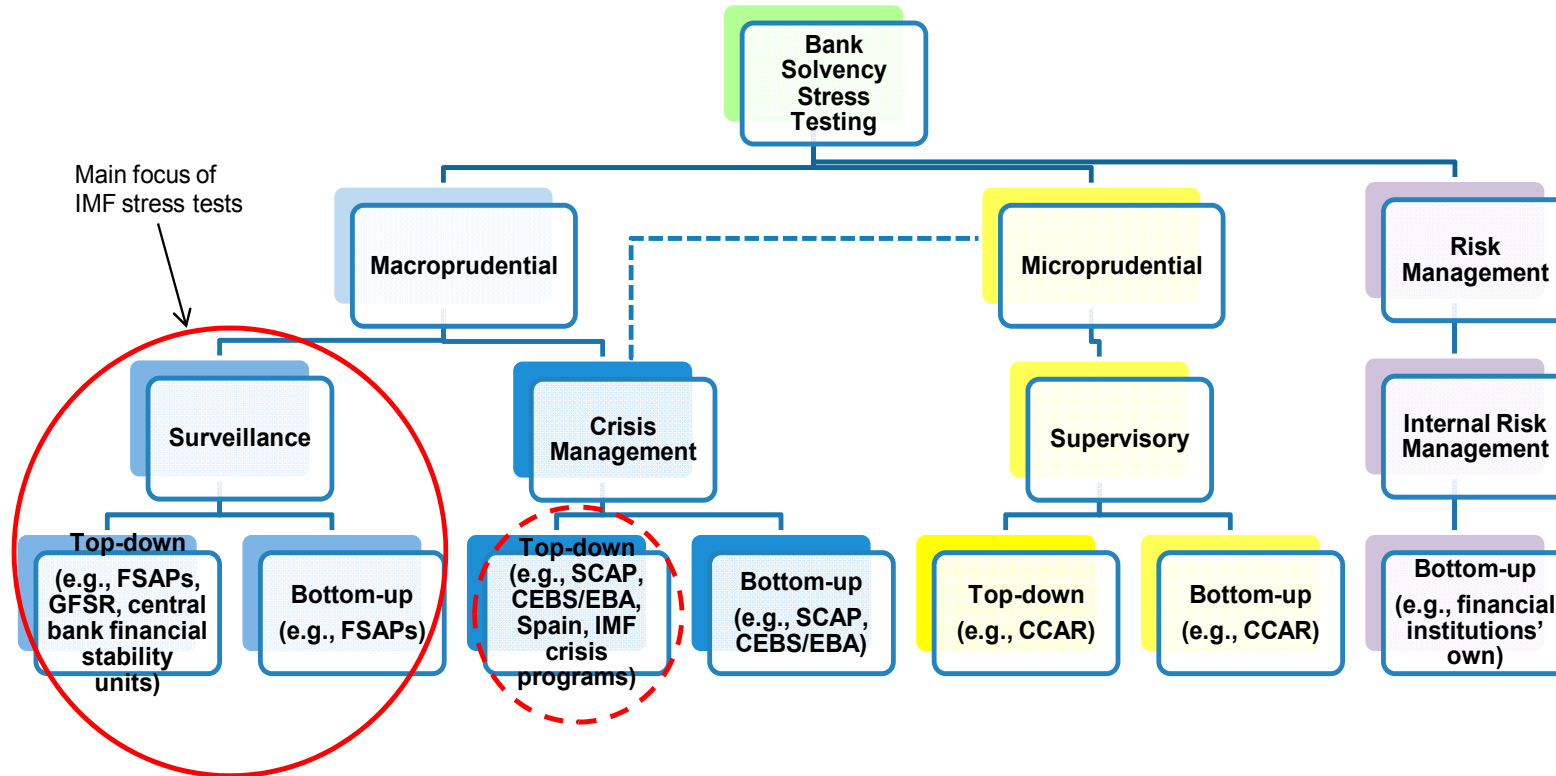 Bank
Solvency
Stress
Testing
Main focus of
IMF stress tests
Macroprudential
Microprudential
Risk
Management
Surveillance
Crisis
Management
Supervisory
Internal Risk
Management
Top-down
(e.g., FSAPs,
GFSR, central
bank financial
stability
units)
Bottom-up
(e.g., FSAPs)
Top-down
(e.g., SCAP,
CEBS/EBA,
Spain, IMF
crisis
programs)
Bottom-up
(e.g., SCAP,
CEBS/EBA)
Top-down
(e.g., CCAR)
Bottom-up
(e.g., CCAR)
Bottom-up
(e.g., financial
institutions’
own)